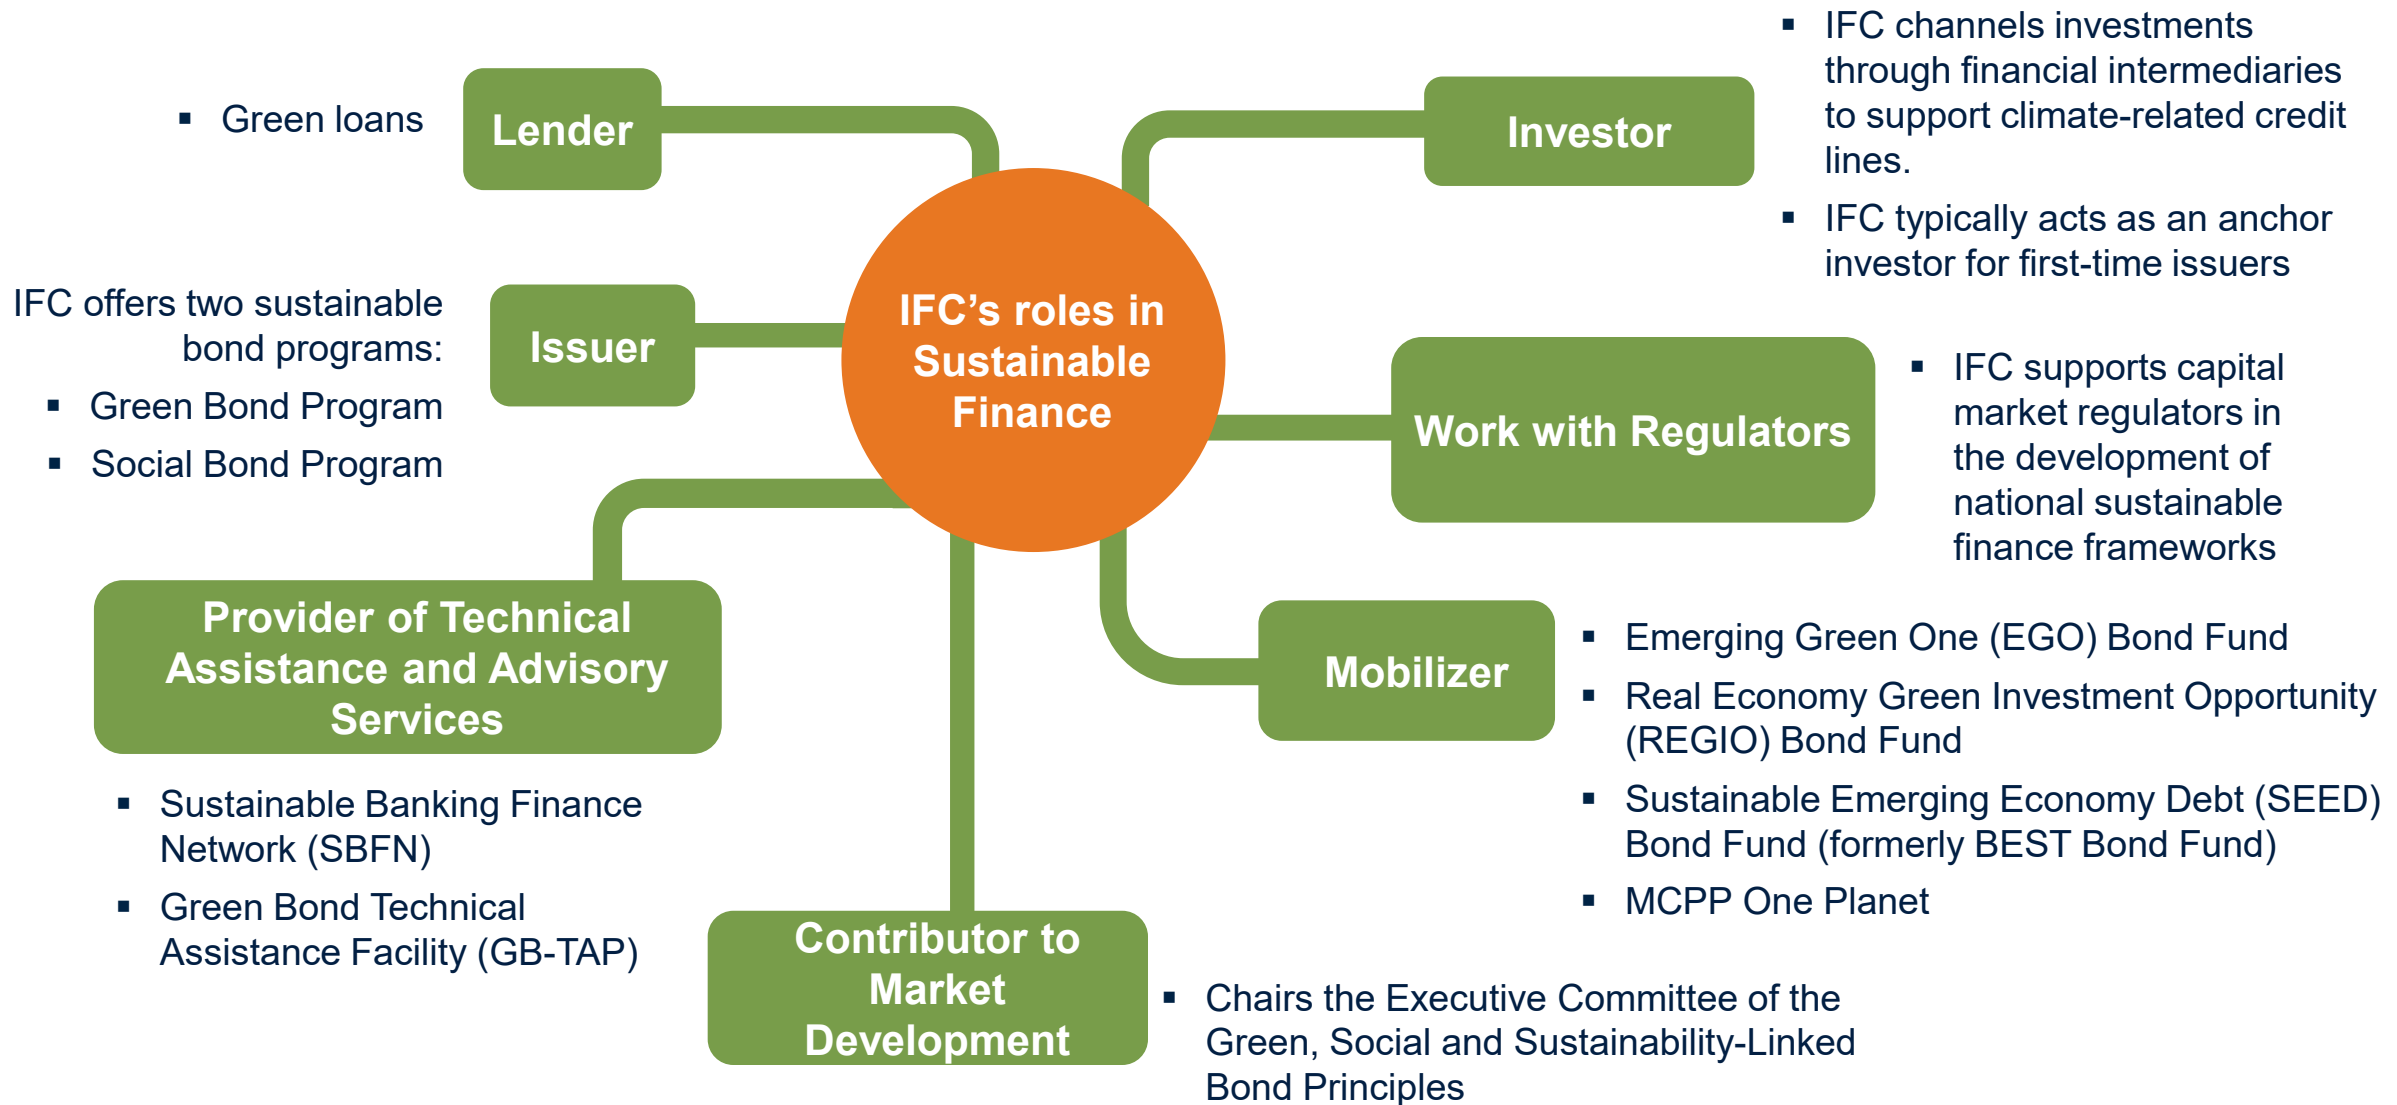 IFC's roles in
Sustainable
Finance
Lender
▪ Green loans
Issuer
IFC offers two sustainable
bond programs:
▪ Green Bond Program
▪ Social Bond Program
Provider of Technical
Assistance and Advisory
Services
▪ Sustainable Banking Finance
Network (SBFN)
▪ Green Bond Technical
Assistance Facility (GB-TAP)
Contributor to
Market
Development
▪ Chairs the Executive Committee of the
Green, Social and Sustainability-Linked
Bond Principles
Investor
▪ IFC channels investments
through financial intermediaries
to support climate-related credit
lines.
▪ IFC typically acts as an anchor
investor for first-time issuers
Work with Regulators
▪ IFC supports capital
market regulators in
the development of
national sustainable
finance frameworks
Mobilizer
▪ Emerging Green One (EGO) Bond Fund
▪ Real Economy Green Investment Opportunity
(REGIO) Bond Fund
▪ Sustainable Emerging Economy Debt (SEED)
Bond Fund (formerly BEST Bond Fund)
▪ MCPP One Planet